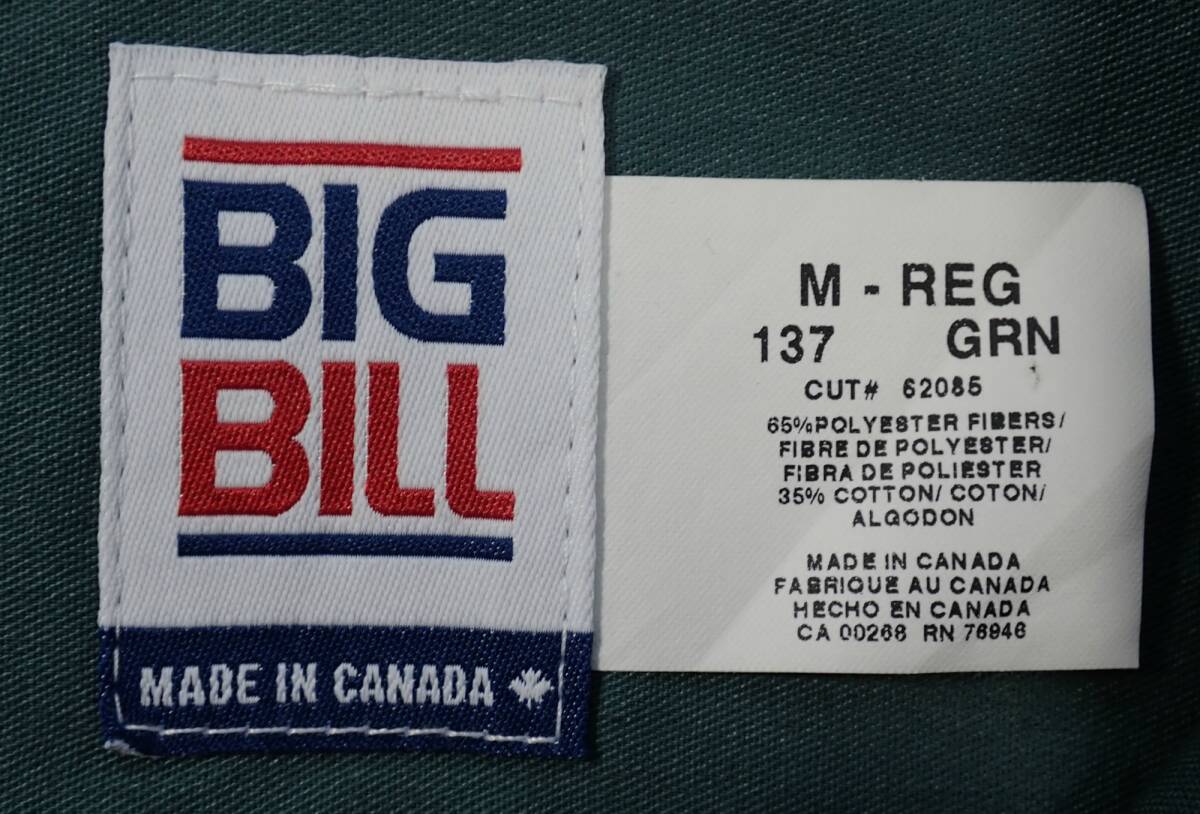 BIG
BILL
MADE IN CANADA
M - REG
137 GRN
CUT# 62085
65%POLYESTER FIBERS/
FIBRE DE POLYESTER/
FIBRA DE POLIESTER
35% COTTON/ COTON/
ALGODON
MADE IN CANADA
FABRIQUE AU CANADA
HECHO EN CANADA
CA 00268 RN 76946